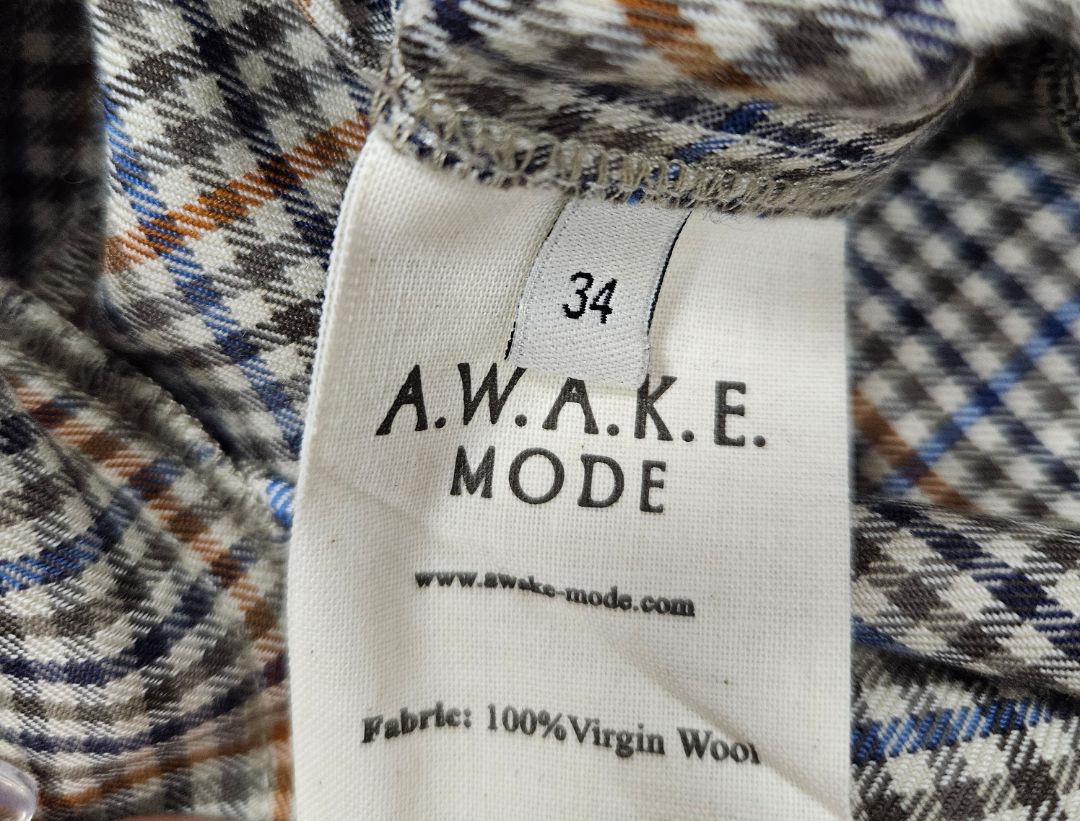 34
A.W.A.K.E.
MODE
www.awake-mode.com
Fabric: 100%Virgin Wool